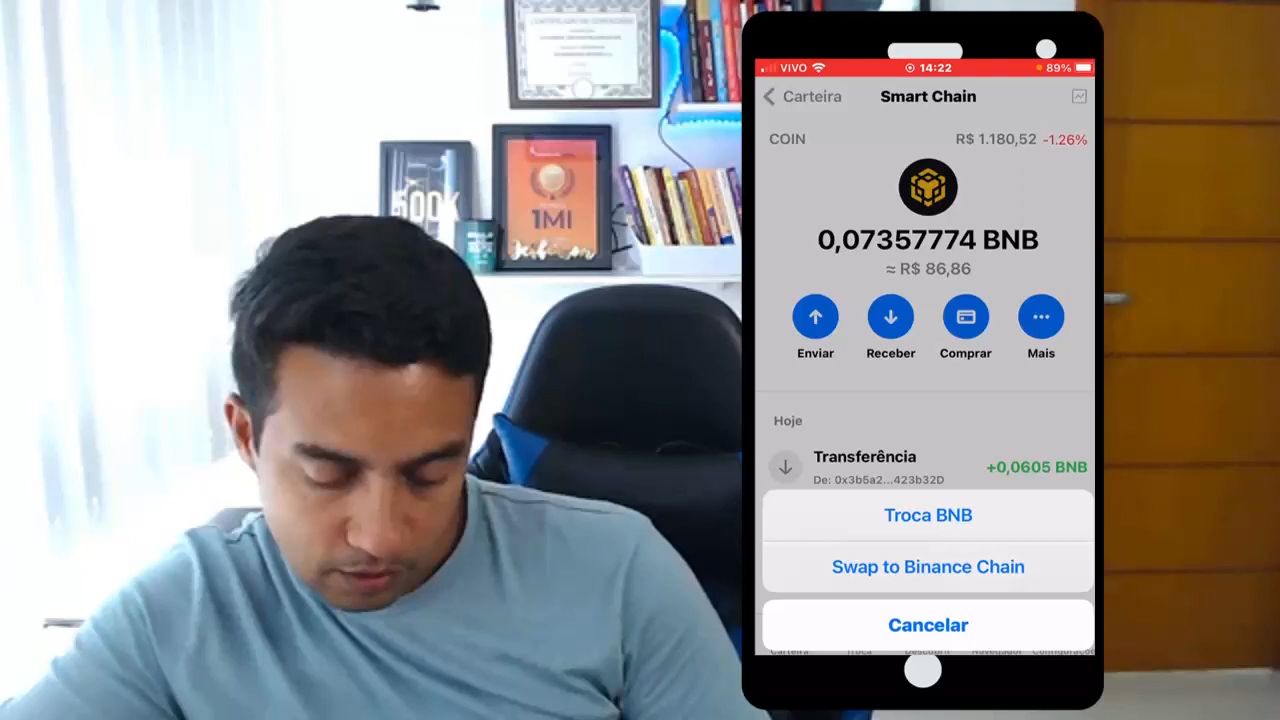 500K
1MI
VIVO
14:22
89%
Carteira
Smart Chain
COIN
R$ 1.180,52 -1.26%
0,07357774 BNB
≈ R$ 86,86
Enviar
Receber
Comprar
Mais
Hoje
Transferência
+0,0605 BNB
De: 0x3b5a2...423b32D
Troca BNB
Swap to Binance Chain
Cancelar